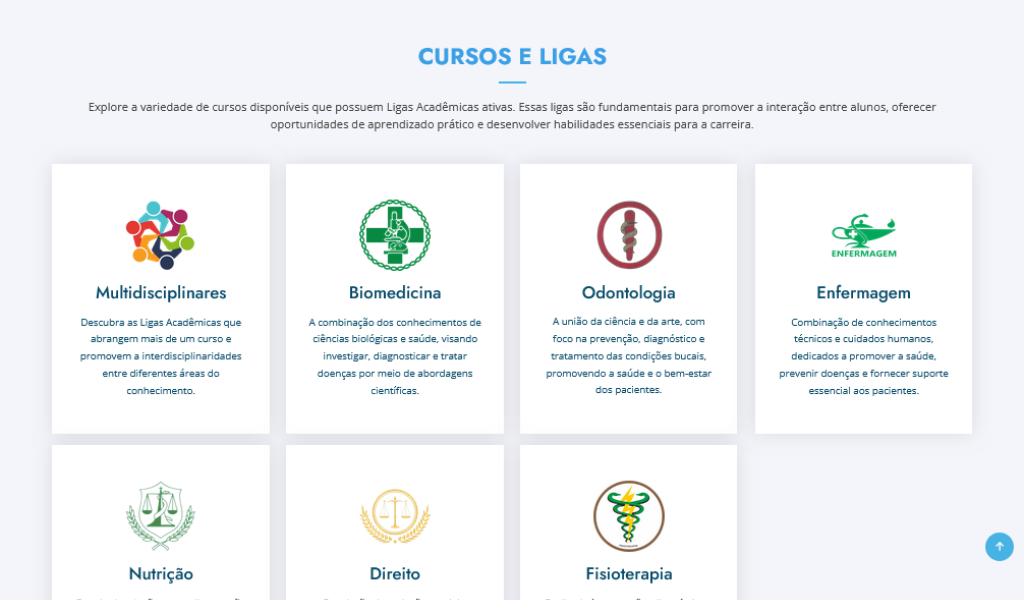 CURSOS E LIGAS
Explore a variedade de cursos disponíveis que possuem Ligas Acadêmicas ativas. Essas ligas são fundamentais para promover a interação entre alunos, oferecer
oportunidades de aprendizado prático e desenvolver habilidades essenciais para a carreira.
Multidisciplinares
Descubra as Ligas Acadêmicas que
abrangem mais de um curso e
promovem a interdisciplinaridades
entre diferentes áreas do
conhecimento.
Biomedicina
A combinação dos conhecimentos de
ciências biológicas e saúde, visando
investigar, diagnosticar e tratar
doenças por meio de abordagens
científicas.
Odontologia
A união da ciência e da arte, com
foco na prevenção, diagnóstico e
tratamento das condições bucais,
promovendo a saúde e o bem-estar
dos pacientes.
ENFERMAGEM
Enfermagem
Combinação de conhecimentos
técnicos e cuidados humanos,
dedicados a promover a saúde,
prevenir doenças e fornecer suporte
essencial aos pacientes.
Nutrição
Direito
Fisioterapia